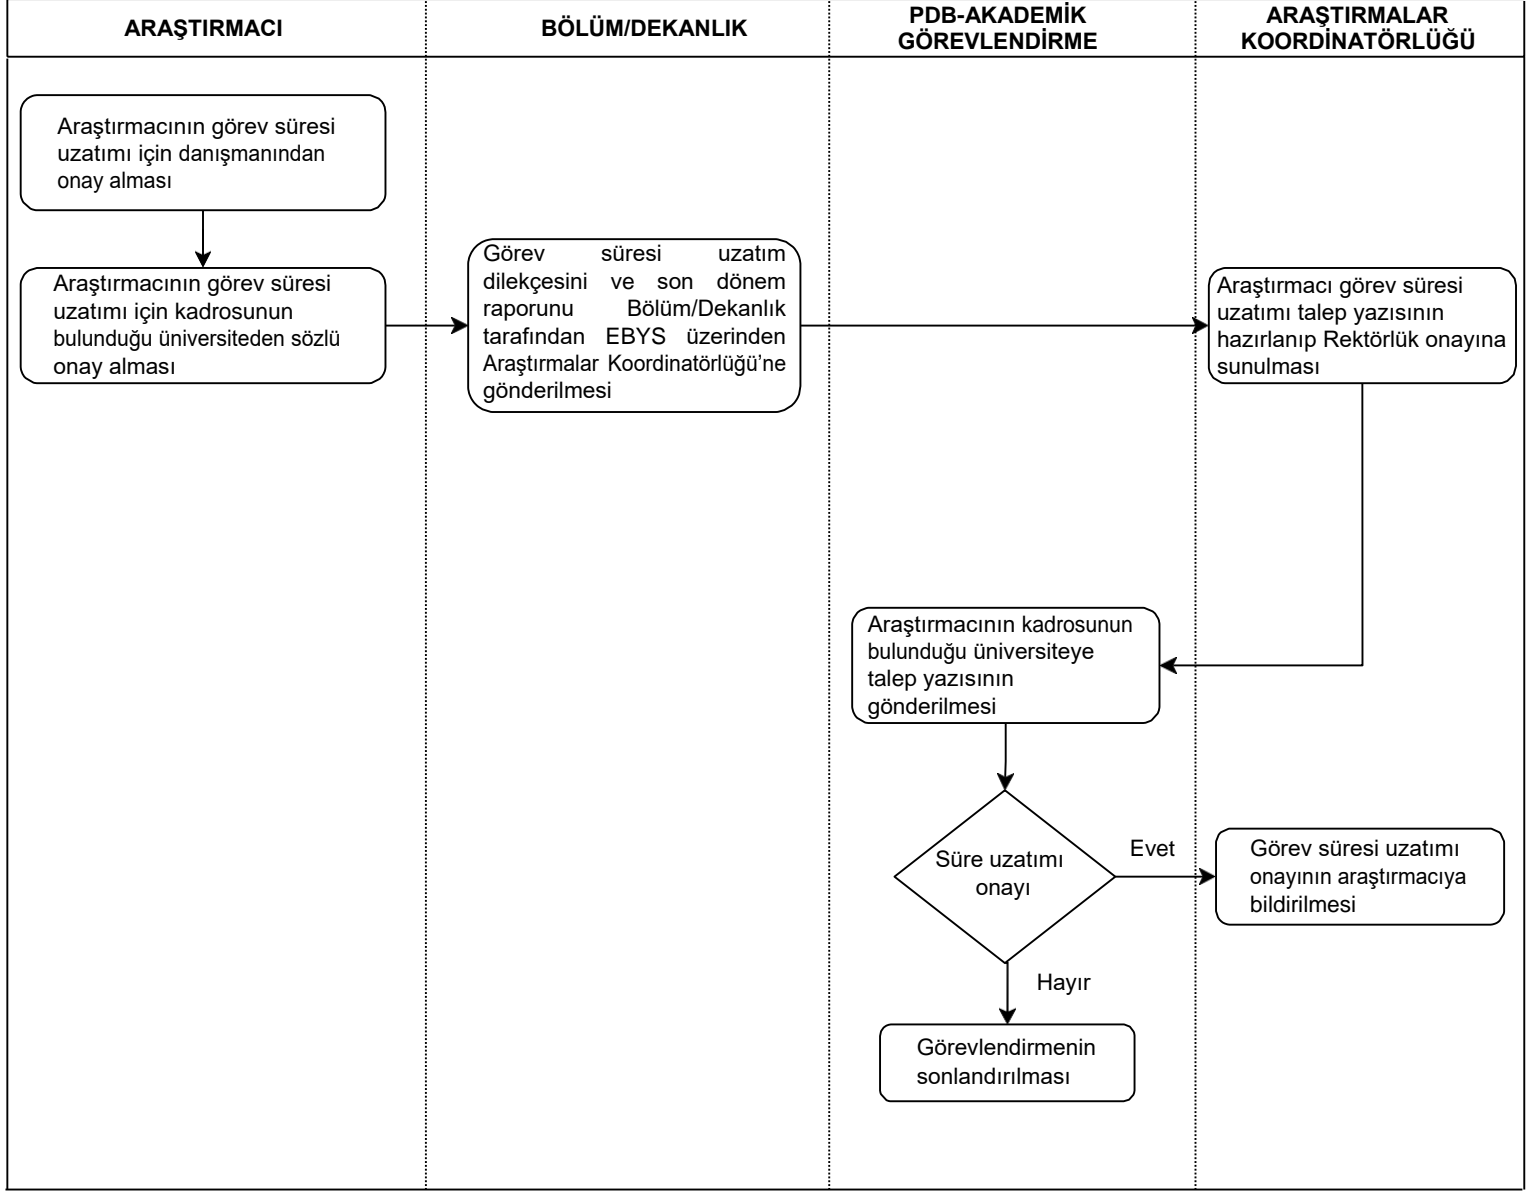 ARAŞTIRMACI
BÖLÜM/DEKANLIK
PDB-AKADEMİK
GÖREVLENDİRME
ARAŞTIRMALAR
KOORDİNATÖRLÜĞÜ
Araştırmacının görev süresi
uzatımı için danışmanından
onay alması
Araştırmacının görev süresi
uzatımı için kadrosunun
bulunduğu üniversiteden sözlü
onay alması
Görev süresi uzatım
dilekçesini ve son dönem
raporunu Bölüm/Dekanlık
tarafından EBYS üzerinden
Araştırmalar Koordinatörlüğü’ne
gönderilmesi
Araştırmacı görev süresi
uzatımı talep yazısının
hazırlanıp Rektörlük onayına
sunulması
Araştırmacının kadrosunun
bulunduğu üniversiteye
talep yazısının
gönderilmesi
Süre uzatımı
onayı
Evet
Görev süresi uzatımı
onayının araştırmacıya
bildirilmesi
Hayır
Görevlendirmenin
sonlandırılması